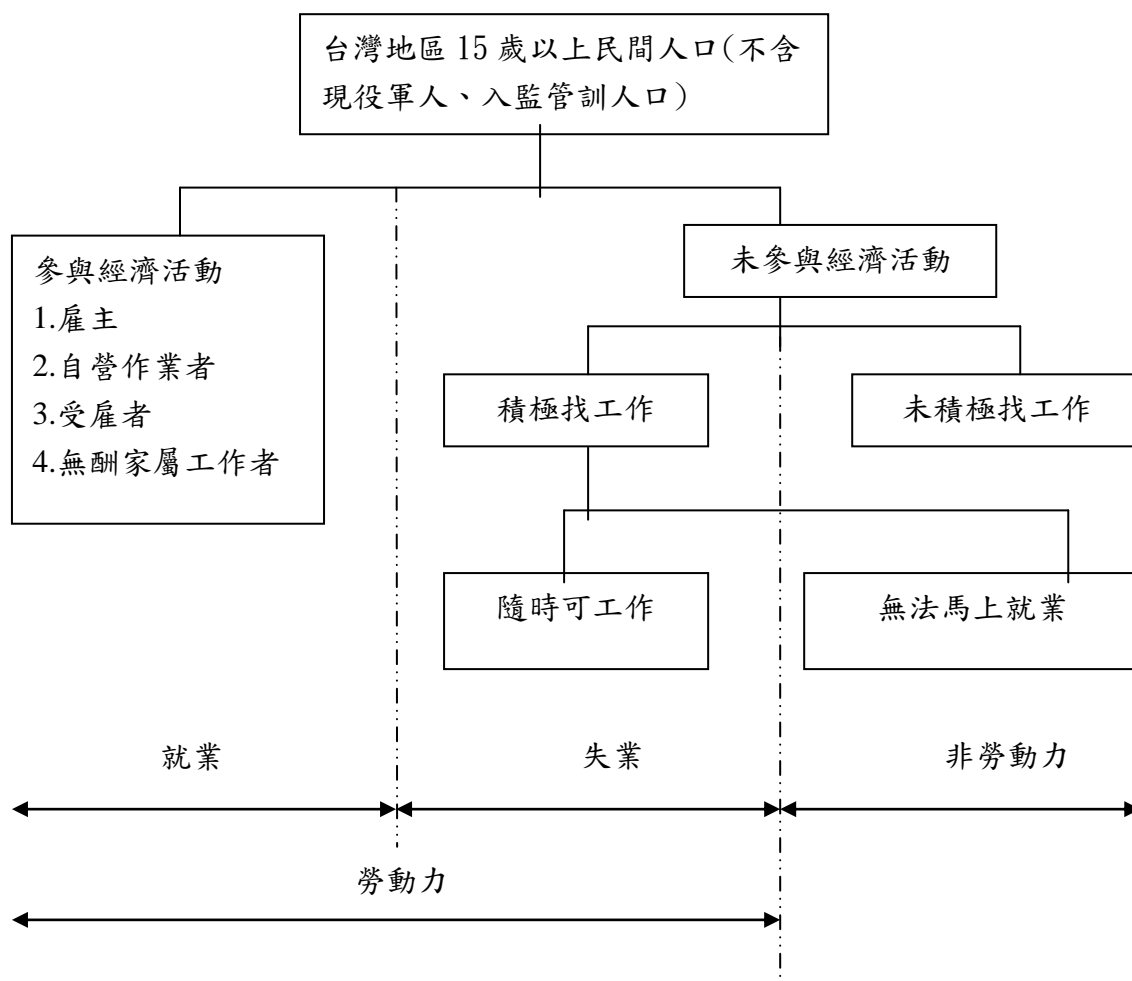 台灣地區 15 歲以上民間人口(不含
現役軍人、入監管訓人口)
參與經濟活動
1.雇主
2.自營作業者
3.受雇者
4.無酬家屬工作者
未參與經濟活動
積極找工作
未積極找工作
隨時可工作
無法馬上就業
就業
失業
非勞動力
勞動力